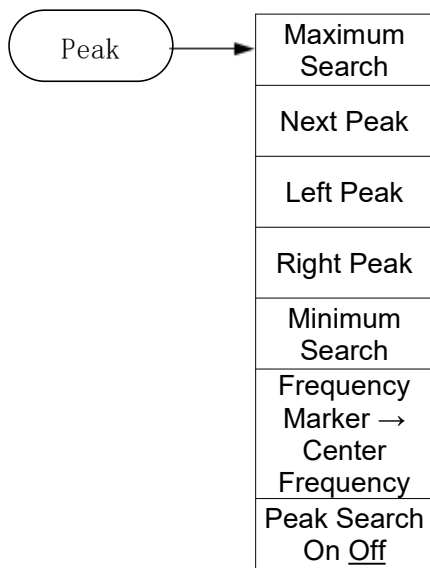 Peak
Maximum
Search
Next Peak
Left Peak
Right Peak
Minimum
Search
Frequency
Marker →
Center
Frequency
Peak Search
On Off